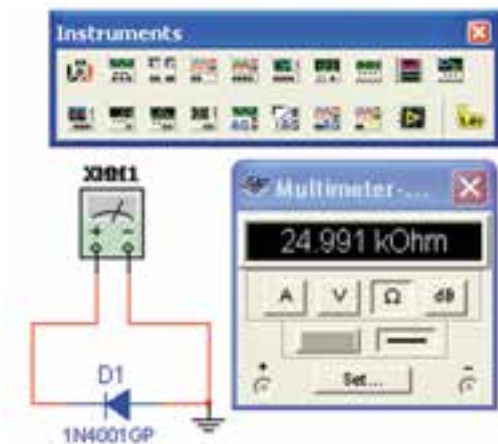 Instruments
XMM1
Multimeter-...
24.991 kOhm
A V Ω dB
+ -
Set...
D1
1N4001GP